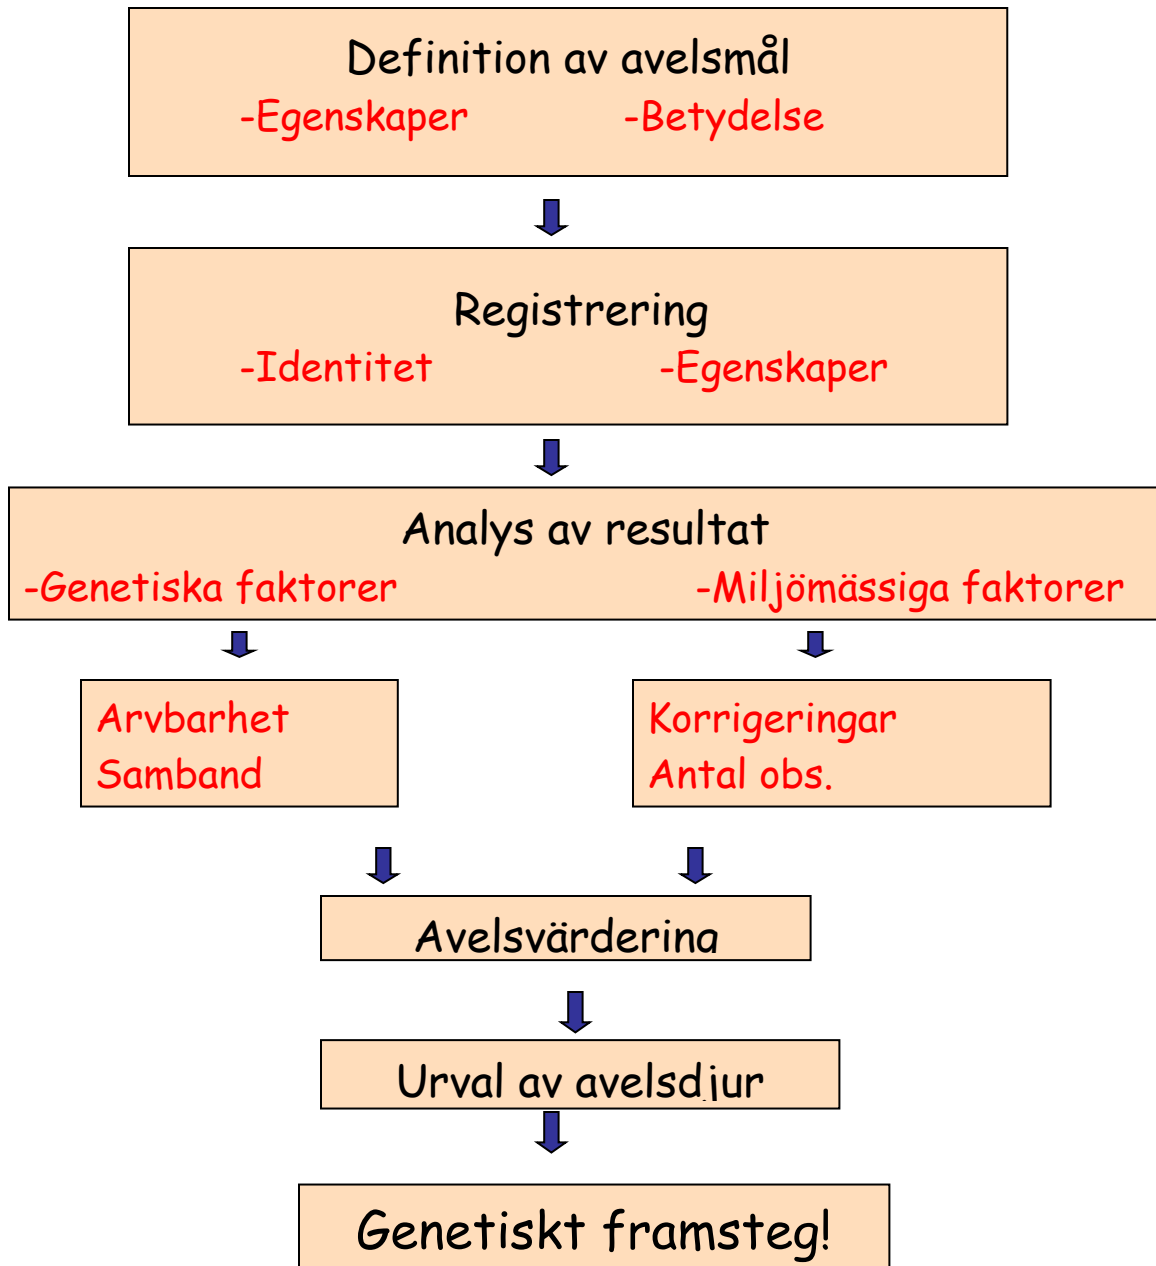 Definition av avelsmål
-Egenskaper -Betydelse
Registrering
-Identitet -Egenskaper
Analys av resultat
-Genetiska faktorer -Miljömässiga faktorer
Arvbarhet
Samband
Korrigeringar
Antal obs.
Avelsvärdering
Urval av avelsdjur
Genetiskt framsteg!